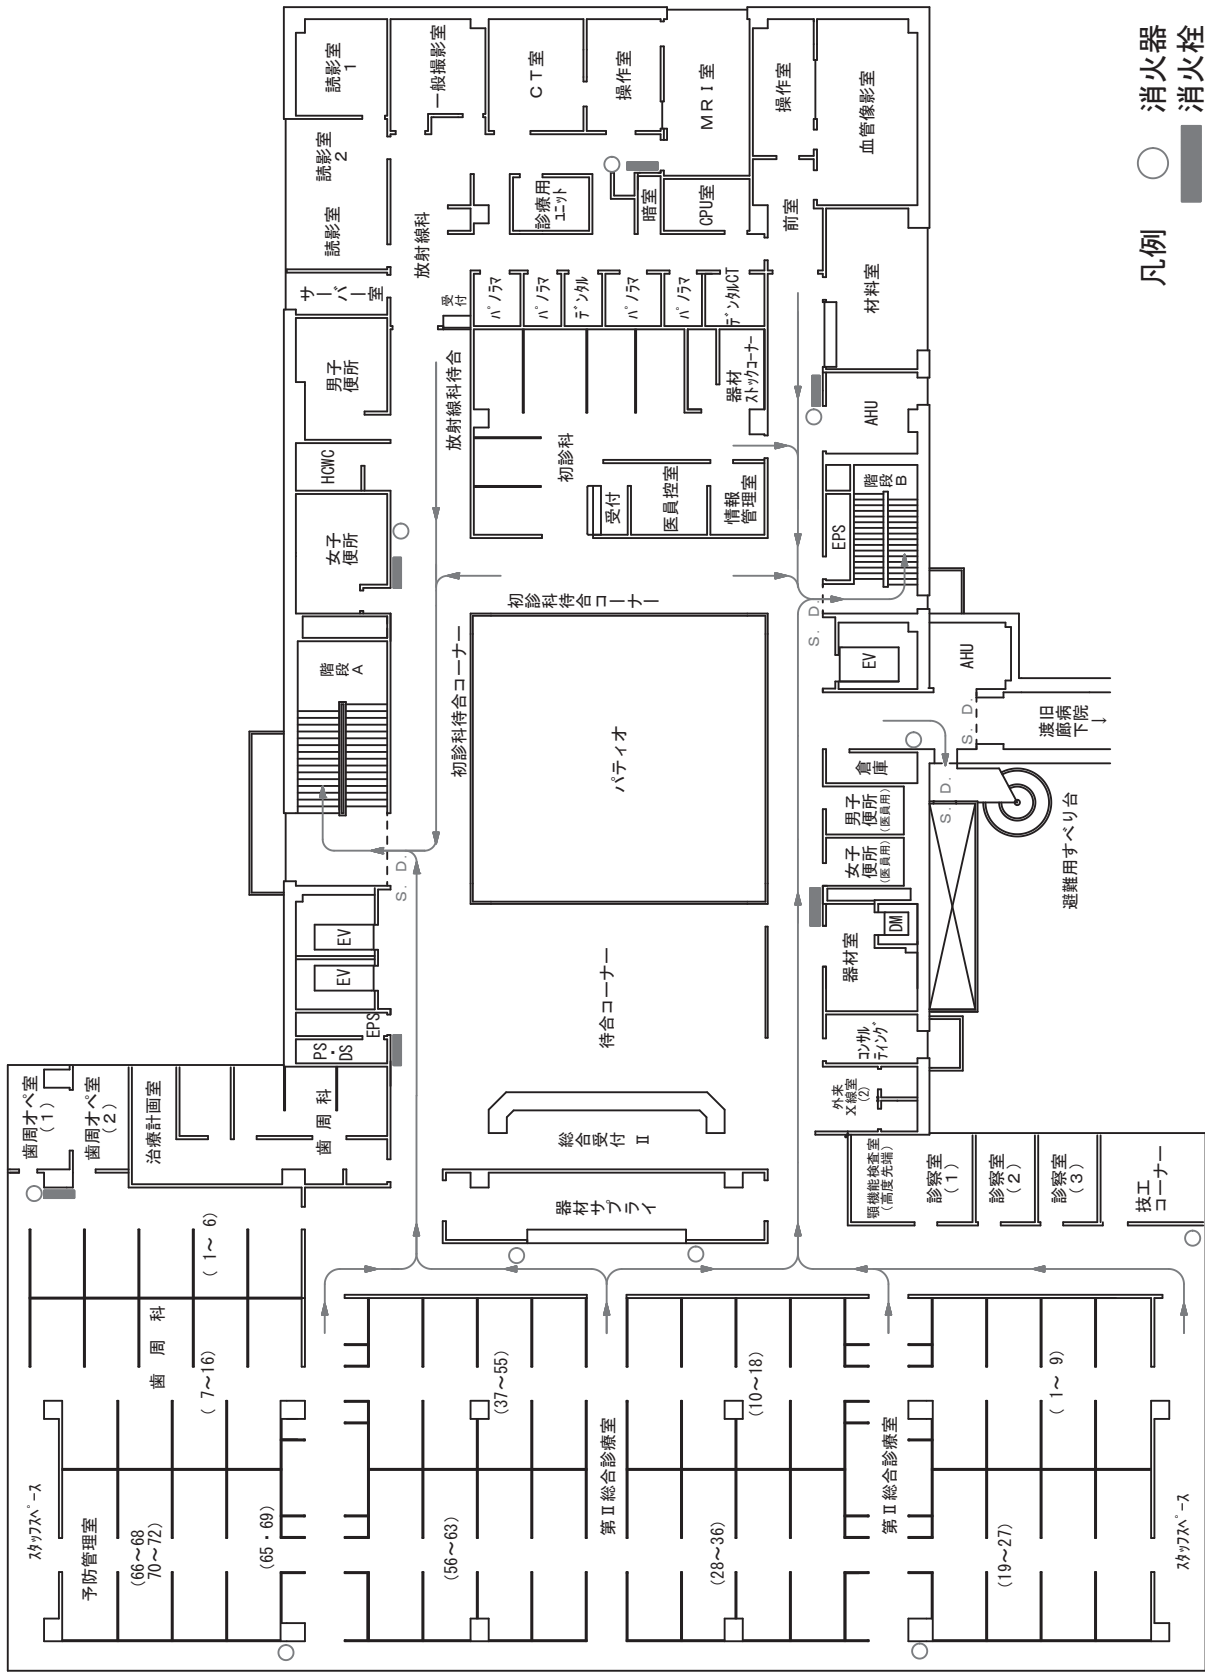 凡例
消火器
消火栓
スタッフスペース
予防管理室
(66～68
70～72)
(65・69)
(56～63)
第Ⅱ総合診療室
(28～36)
第Ⅱ総合診療室
(19～27)
スタッフスペース
歯周科
(7～16)
(1～6)
(37～55)
(10～18)
(1～9)
歯周オペ室
(1)
歯周オペ室
(2)
治療計画室
歯周科
器材サプライ
総合受付 Ⅱ
顎機能検査室
(高度先端)
診察室
(1)
診察室
(2)
診察室
(3)
技工
コーナー
PS・
DS
EPS
EV
EV
S. D.
待合コーナー
外来
X線室
(2)
コンサル
ティング
器材室
DM
女子
便所
(医員用)
男子
便所
(医員用)
倉庫
S. D.
避難用すべり台
階段
A
初診科待合コーナー
パティオ
初診科待合コーナー
S. D.
EV
AHU
S. D.
渡旧
廊病
下院
↓
女子
便所
HCWC
男子
便所
受付
医員控室
情報
管理室
初診科
器材
ストックコーナー
EPS
階段
B
AHU
放射線科待合
サーバー
室
受付
パノラマ
パノラマ
デンタル
パノラマ
パノラマ
デンタルCT
材料室
読影室
読影室
2
読影室
1
放射線科
一般撮影室
診療用
ユニット
CT室
操作室
暗室
CPU室
MRI室
前室
操作室
血管像影室